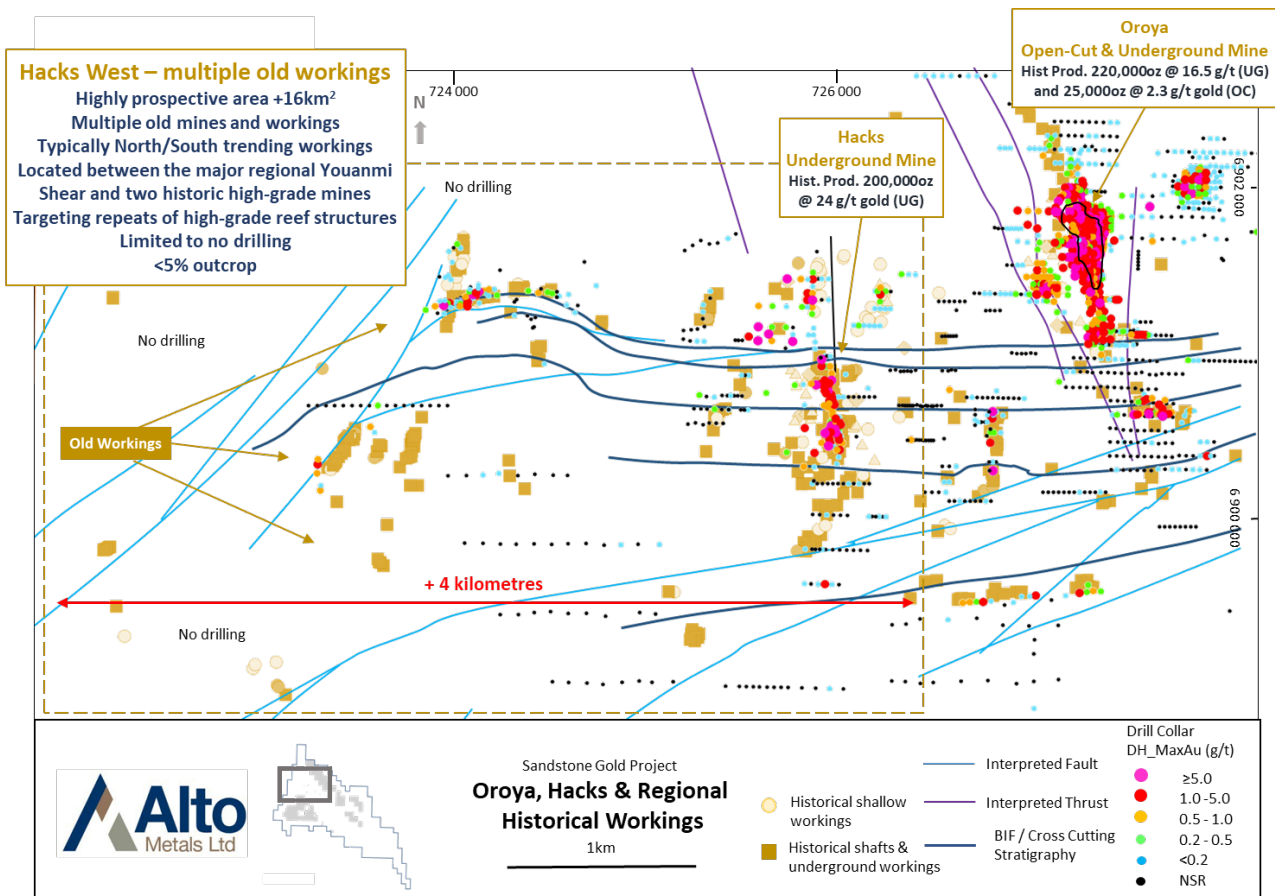 Hacks West – multiple old workings
Highly prospective area +16km²
Multiple old mines and workings
Typically North/South trending workings
Located between the major regional Youanmi
Shear and two historic high-grade mines
Targeting repeats of high-grade reef structures
Limited to no drilling
<5% outcrop
724 000
N
726 000
Oroya
Open-Cut & Underground Mine
Hist Prod. 220,000oz @ 16.5 g/t (UG)
and 25,000oz @ 2.3 g/t gold (OC)
Hacks
Underground Mine
Hist. Prod. 200,000oz
@ 24 g/t gold (UG)
6 902 000
No drilling
No drilling
Old Workings
6 900 000
+ 4 kilometres
No drilling
Alto
Metals Ltd
Sandstone Gold Project
Oroya, Hacks & Regional
Historical Workings
1km
Historical shallow
workings
Historical shafts &
underground workings
Interpreted Fault
Interpreted Thrust
BIF / Cross Cutting
Stratigraphy
Drill Collar
DH_MaxAu (g/t)
≥5.0
1.0 -5.0
0.5 - 1.0
0.2 - 0.5
<0.2
NSR